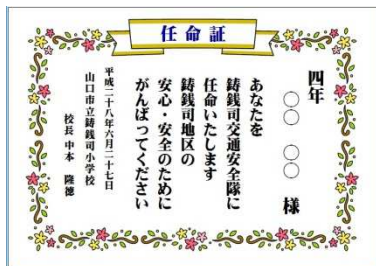 任命証
四年
○○ ○○ 様
あなたを
鋳銭司交通安全隊に
任命いたします
鋳銭司地区の
安心・安全のために
がんばってください
平成二十八年六月二十七日
山口市立鋳銭司小学校
校長 中本 隆徳